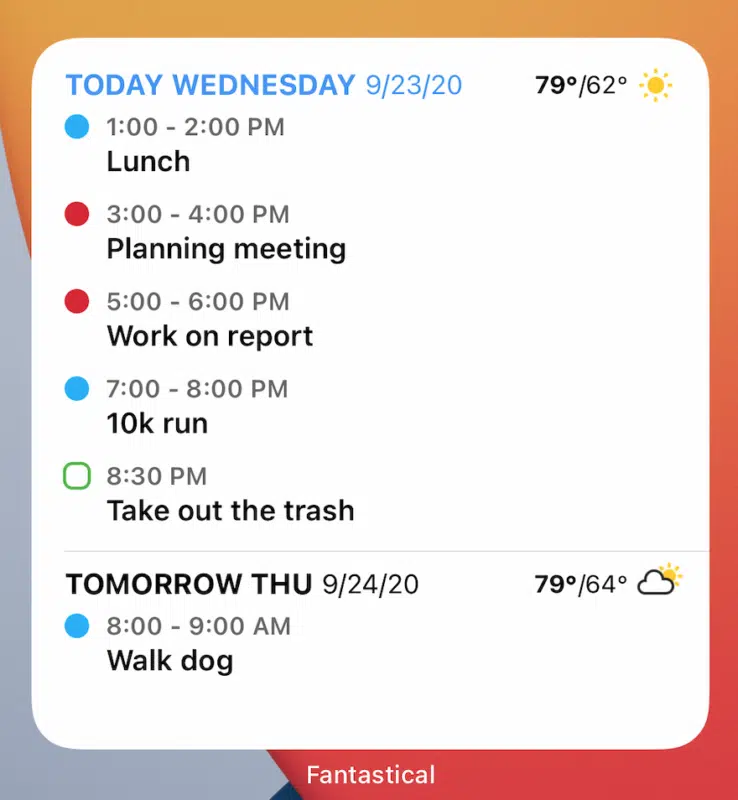 TODAY WEDNESDAY 9/23/20 79°/62°
1:00 - 2:00 PM
Lunch
3:00 - 4:00 PM
Planning meeting
5:00 - 6:00 PM
Work on report
7:00 - 8:00 PM
10k run
8:30 PM
Take out the trash
TOMORROW THU 9/24/20 79°/64°
8:00 - 9:00 AM
Walk dog
Fantastical